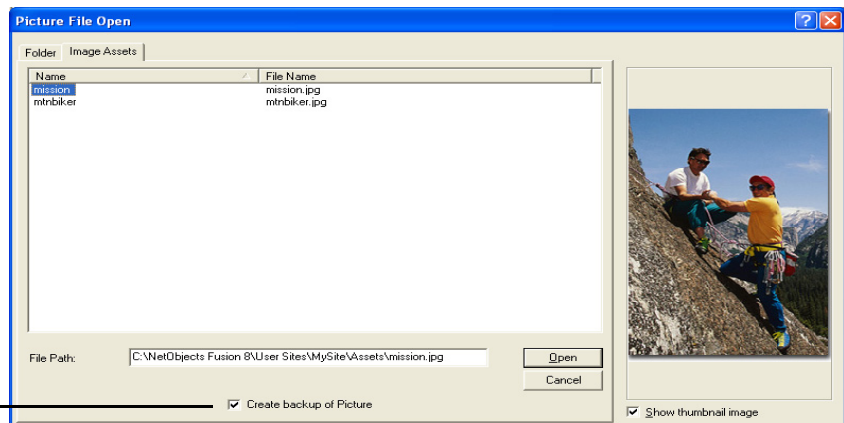 Picture File Open
Folder Image Assets
Name File Name
mission mission.jpg
mtnbiker mtnbiker.jpg
File Path: C:\NetObjects Fusion 8\User Sites\MySite\Assets\mission.jpg Open
Cancel
Create backup of Picture
Show thumbnail image